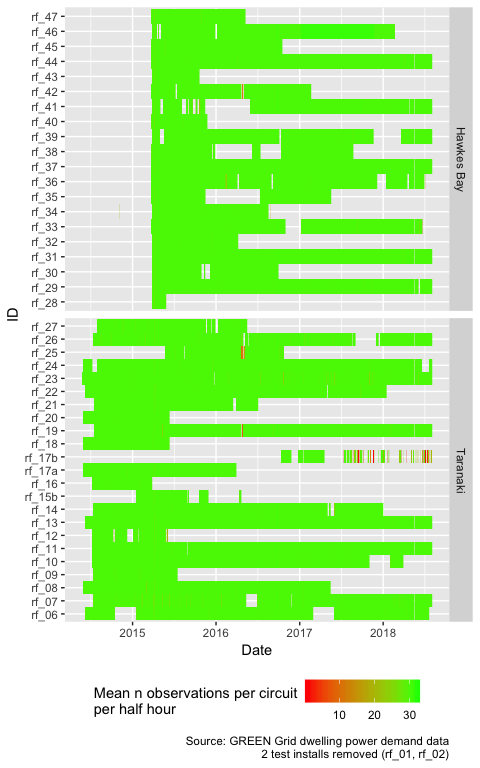 rf_47
rf_46
rf_45
rf_44
rf_43
rf_42
rf_41
rf_40
rf_39
rf_38
rf_37
rf_36
rf_35
rf_34
rf_33
rf_32
rf_31
rf_30
rf_29
rf_28
Hawkes Bay
ID
rf_27
rf_26
rf_25
rf_24
rf_23
rf_22
rf_21
rf_20
rf_19
rf_18
rf_17b
rf_17a
rf_16
rf_15b
rf_14
rf_13
rf_12
rf_11
rf_10
rf_09
rf_08
rf_07
rf_06
Taranaki
2015 2016 2017 2018
Date
Mean n observations per circuit
per half hour
10 20 30
Source: GREEN Grid dwelling power demand data
2 test installs removed (rf_01, rf_02)